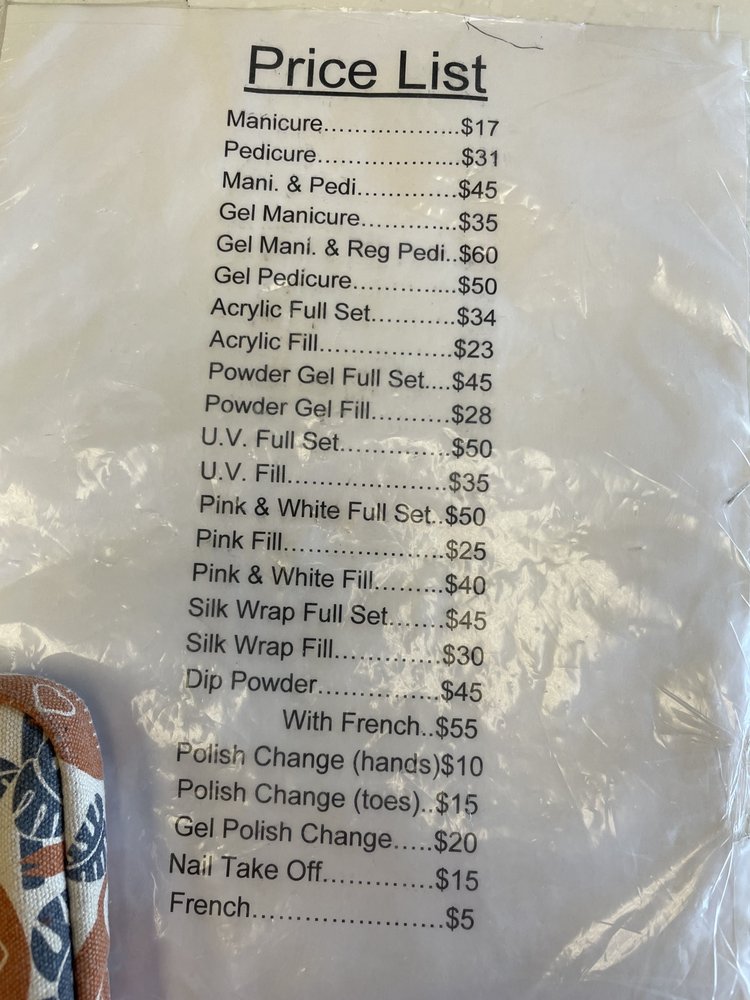 Price List
Manicure..................$17
Pedicure...................$31
Mani. & Pedi.............$45
Gel Manicure............$35
Gel Mani. & Reg Pedi..$60
Gel Pedicure..............$50
Acrylic Full Set...........$34
Acrylic Fill..................$23
Powder Gel Full Set....$45
Powder Gel Fill..........$28
U.V. Full Set..............$50
U.V. Fill.....................$35
Pink & White Full Set..$50
Pink Fill.....................$25
Pink & White Fill.........$40
Silk Wrap Full Set.......$45
Silk Wrap Fill..............$30
Dip Powder................$45
With French..$55
Polish Change (hands)$10
Polish Change (toes)..$15
Gel Polish Change.....$20
Nail Take Off..............$15
French.........................$5